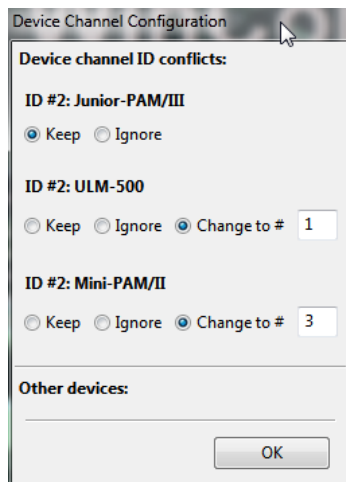 Device Channel Configuration
Device channel ID conflicts:
ID #2: Junior-PAM/III
Keep Ignore
ID #2: ULM-500
Keep Ignore Change to # 1
ID #2: Mini-PAM/II
Keep Ignore Change to # 3
Other devices:
OK